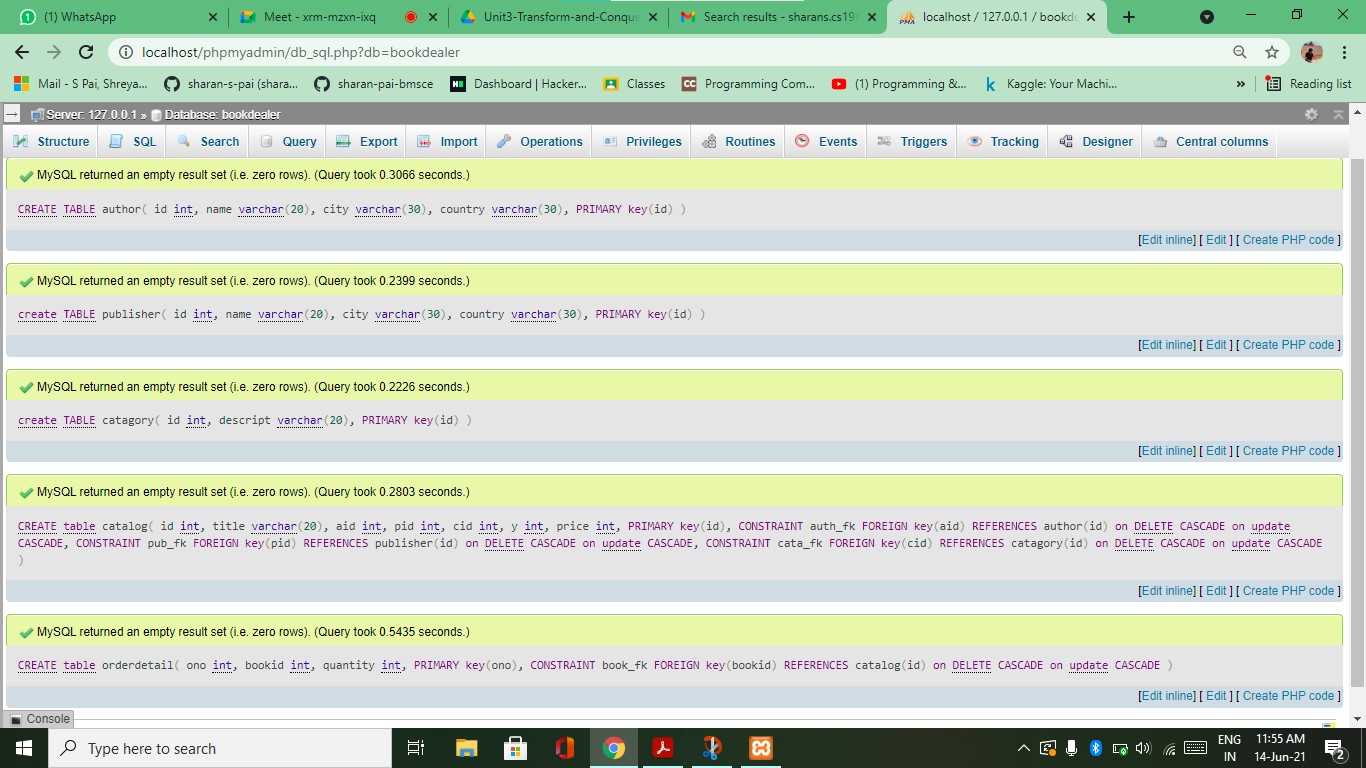 (1) WhatsApp
Meet - xrm-mzxn-ixq
Unit3-Transform-and-Conque
Search results - sharans.cs19
localhost / 127.0.0.1 / bookde
localhost/phpmyadmin/db_sql.php?db=bookdealer
Mail - S Pai, Shreya...
sharan-s-pai (shara...
sharan-pai-bmsce
Dashboard | Hacker...
Classes
Programming Com...
(1) Programming &...
Kaggle: Your Machi...
»
Reading list
Server: 127.0.0.1 » Database: bookdealer
Structure SQL Search Query Export Import Operations Privileges Routines Events Triggers Tracking Designer Central columns
MySQL returned an empty result set (i.e. zero rows). (Query took 0.3066 seconds.)
CREATE TABLE author( id int, name varchar(20), city varchar(30), country varchar(30), PRIMARY key(id) )
[Edit inline] [ Edit ] [ Create PHP code ]
MySQL returned an empty result set (i.e. zero rows). (Query took 0.2399 seconds.)
create TABLE publisher( id int, name varchar(20), city varchar(30), country varchar(30), PRIMARY key(id) )
[Edit inline] [ Edit ] [ Create PHP code ]
MySQL returned an empty result set (i.e. zero rows). (Query took 0.2226 seconds.)
create TABLE catagory( id int, descript varchar(20), PRIMARY key(id) )
[Edit inline] [ Edit ] [ Create PHP code ]
MySQL returned an empty result set (i.e. zero rows). (Query took 0.2803 seconds.)
CREATE table catalog( id int, title varchar(20), aid int, pid int, cid int, y int, price int, PRIMARY key(id), CONSTRAINT auth_fk FOREIGN key(aid) REFERENCES author(id) on DELETE CASCADE on update
CASCADE, CONSTRAINT pub_fk FOREIGN key(pid) REFERENCES publisher(id) on DELETE CASCADE on update CASCADE, CONSTRAINT cata_fk FOREIGN key(cid) REFERENCES catagory(id) on DELETE CASCADE on update CASCADE
)
[Edit inline] [ Edit ] [ Create PHP code ]
MySQL returned an empty result set (i.e. zero rows). (Query took 0.5435 seconds.)
CREATE table orderdetail( ono int, bookid int, quantity int, PRIMARY key(ono), CONSTRAINT book_fk FOREIGN key(bookid) REFERENCES catalog(id) on DELETE CASCADE on update CASCADE )
[Edit inline] [ Edit ] [ Create PHP code ]
Console
Type here to search
ENG
IN
11:55 AM
14-Jun-21
2